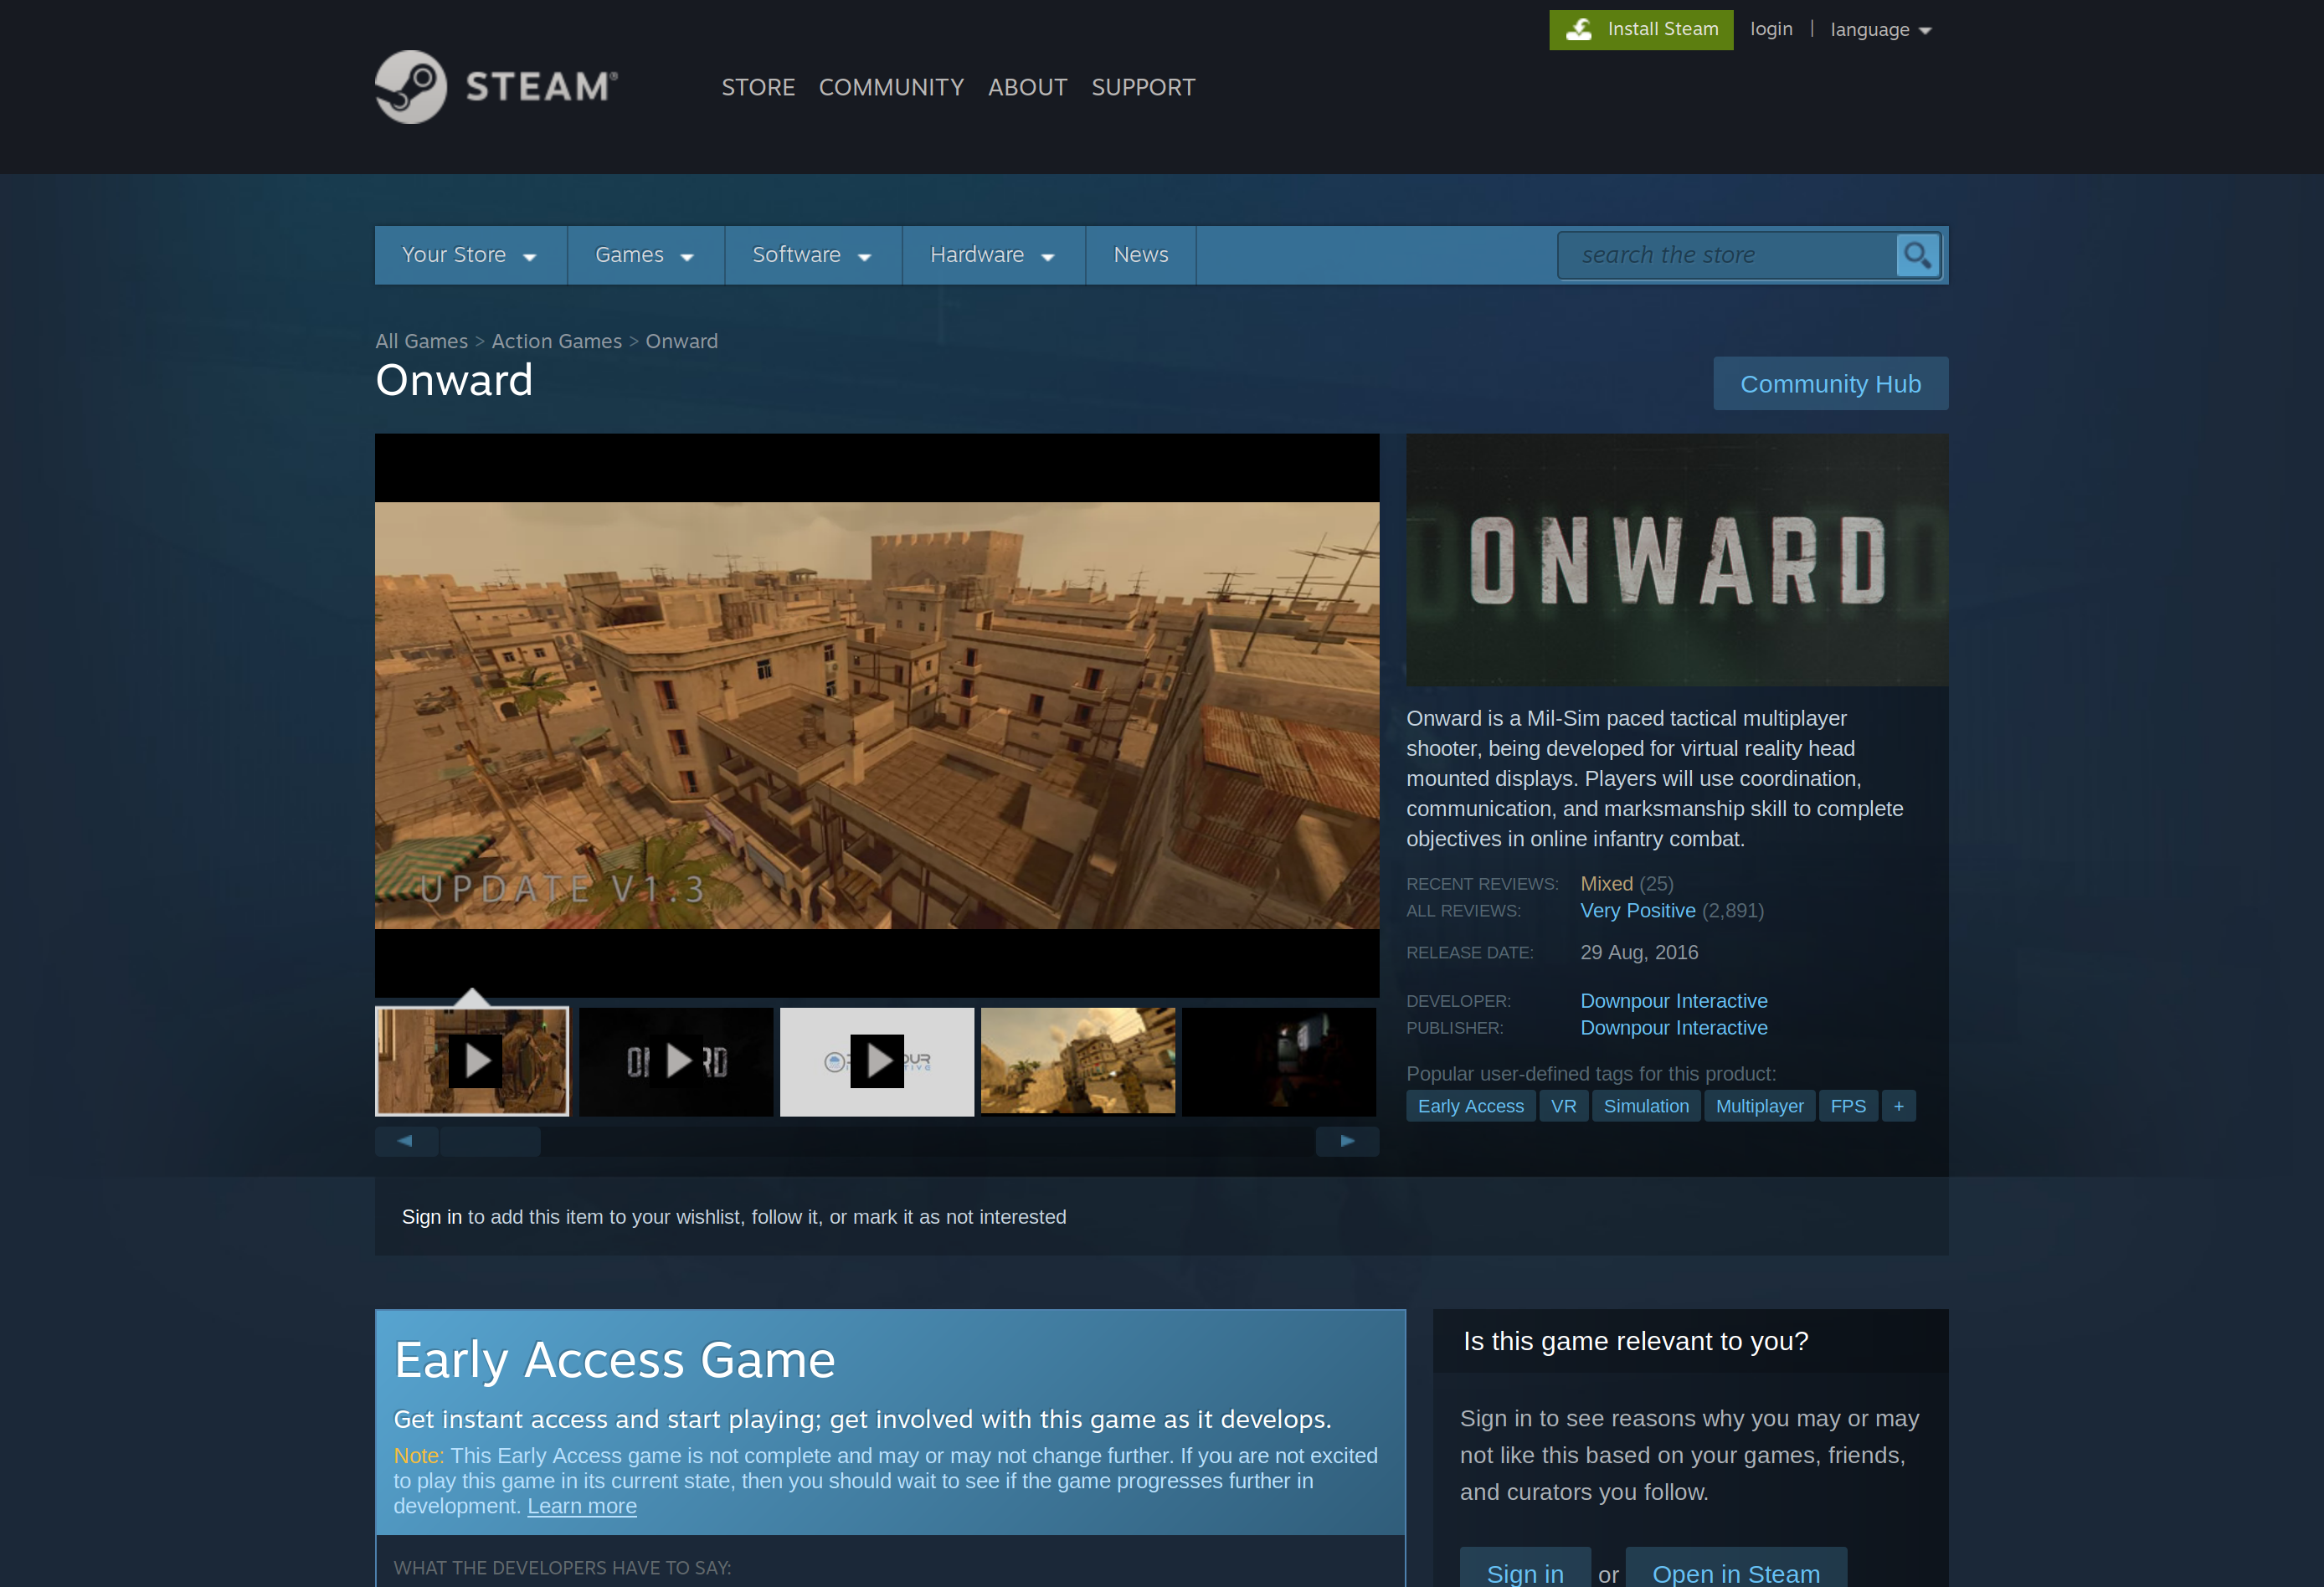 Install Steam
login | language
STEAM®
STORE COMMUNITY ABOUT SUPPORT
Your Store
Games
Software
Hardware
News
search the store
All Games > Action Games > Onward
Onward
Community Hub
UPDATE V1.3
ONWARD
Onward is a Mil-Sim paced tactical multiplayer
shooter, being developed for virtual reality head
mounted displays. Players will use coordination,
communication, and marksmanship skill to complete
objectives in online infantry combat.
RECENT REVIEWS: Mixed (25)
ALL REVIEWS: Very Positive (2,891)
RELEASE DATE: 29 Aug, 2016
DEVELOPER: Downpour Interactive
PUBLISHER: Downpour Interactive
Popular user-defined tags for this product:
Early Access VR Simulation Multiplayer FPS +
Sign in to add this item to your wishlist, follow it, or mark it as not interested
Early Access Game
Get instant access and start playing; get involved with this game as it develops.
Note: This Early Access game is not complete and may or may not change further. If you are not excited
to play this game in its current state, then you should wait to see if the game progresses further in
development. Learn more
WHAT THE DEVELOPERS HAVE TO SAY:
Is this game relevant to you?
Sign in to see reasons why you may or may
not like this based on your games, friends,
and curators you follow.
Sign in or Open in Steam